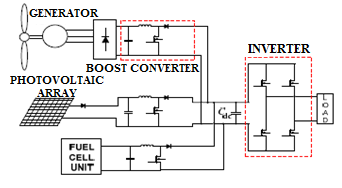 GENERATOR
INVERTER
BOOST CONVERTER
PHOTOVOLTAIC
ARRAY
Cdc
LOAD
FUEL
CELL
UNIT